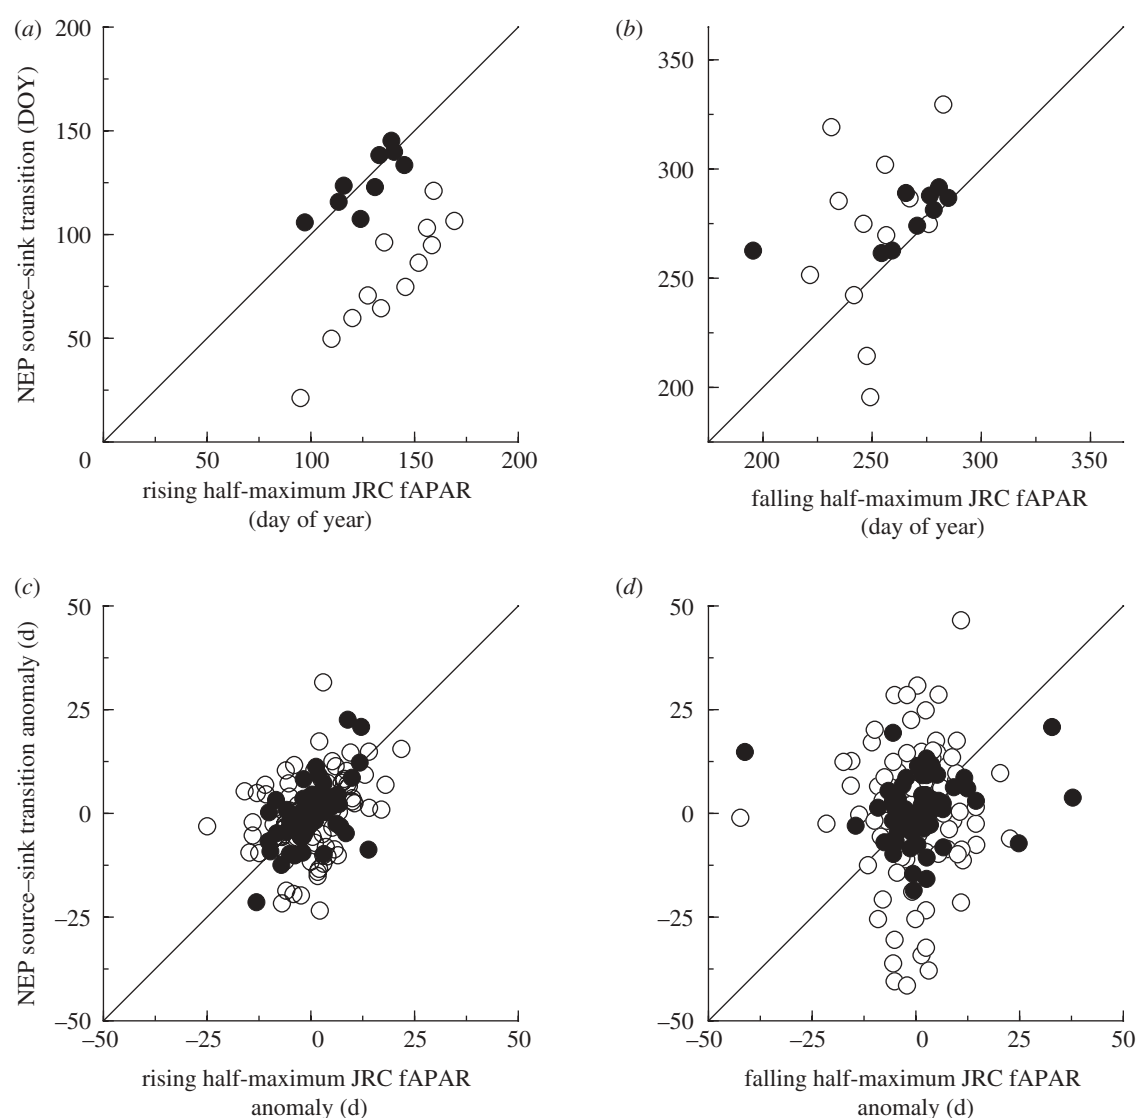 (a)
200
150
100
50
0
50
100
150
200
NEP source–sink transition (DOY)
rising half-maximum JRC fAPAR
(day of year)
(b)
350
300
250
200
200
250
300
350
falling half-maximum JRC fAPAR
(day of year)
(c)
50
25
0
–25
–50
–50
–25
0
25
50
NEP source–sink transition anomaly (d)
rising half-maximum JRC fAPAR
anomaly (d)
(d)
50
25
0
–25
–50
–50
–25
0
25
50
falling half-maximum JRC fAPAR
anomaly (d)